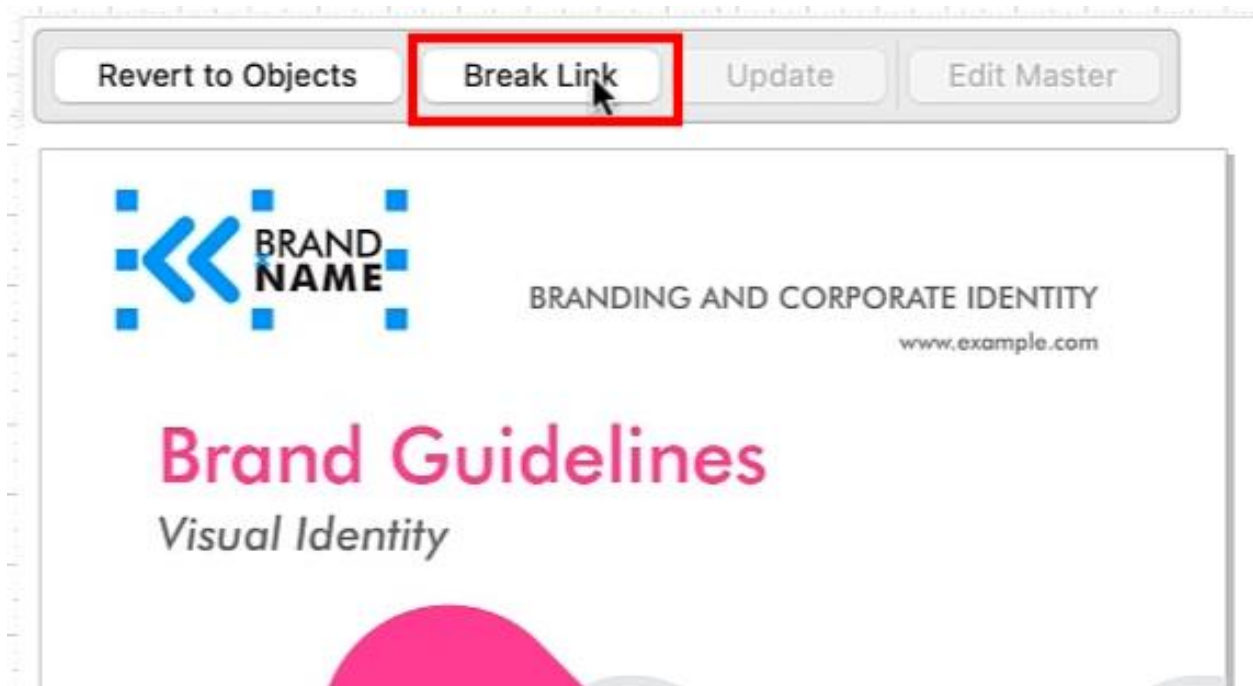 Revert to Objects Break Link Update Edit Master
BRAND
NAME
BRANDING AND CORPORATE IDENTITY
www.example.com
Brand Guidelines
Visual Identity